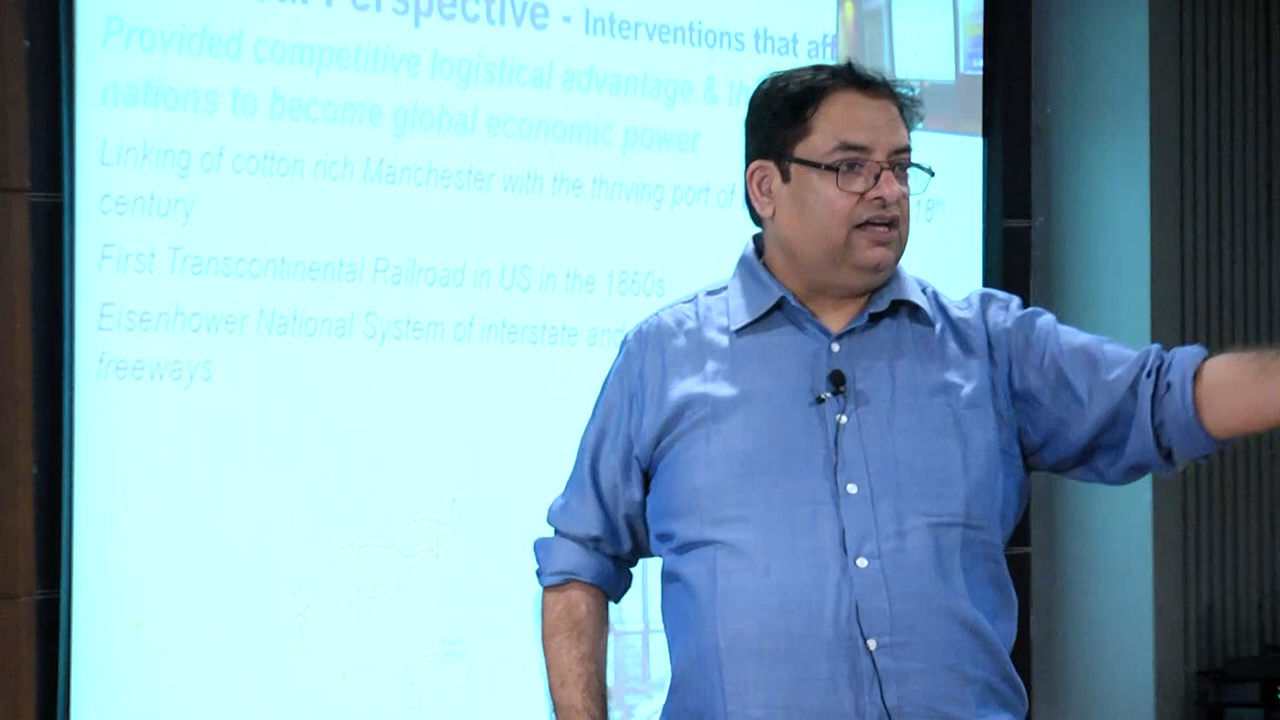 Perspective - Interventions that aff
Provided competitive logistical advantage &
nations to become global economic power
Linking of cotton rich Manchester with the thriving port of 18th
century
First Transcontinental Railroad in US in the 1860s
Eisenhower National System of interstate and
freeways